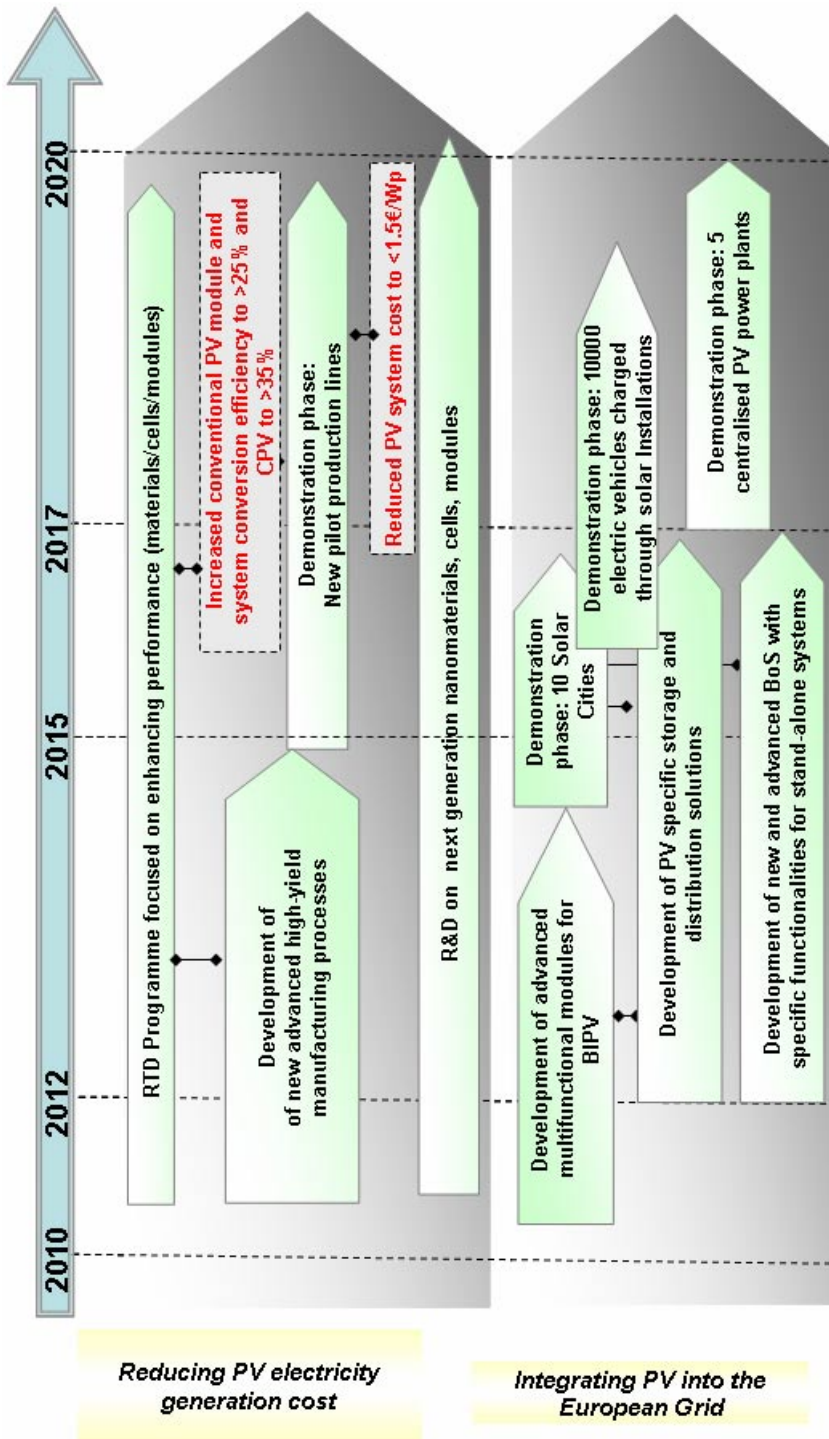 2010
2012
2015
2017
2020
Reducing PV electricity
generation cost
RTD Programme focused on enhancing performance (materials/cells/modules)
Increased conventional PV module and
system conversion efficiency to >25% and
CPV to >35%
Development of
of new advanced high-yield
manufacturing processes
Demonstration phase:
New pilot production lines
Reduced PV system cost to <1.5€/Wp
R&D on next generation nanomaterials, cells, modules
Integrating PV into the
European Grid
Development of advanced
multifunctional modules for
BIPV
Demonstration
phase: 10 Solar
Cities
Demonstration phase: 10000
electric vehicles charged
through solar Installations
Development of PV specific storage and
distribution solutions
Demonstration phase: 5
centralised PV power plants
Development of new and advanced BoS with
specific functionalities for stand-alone systems